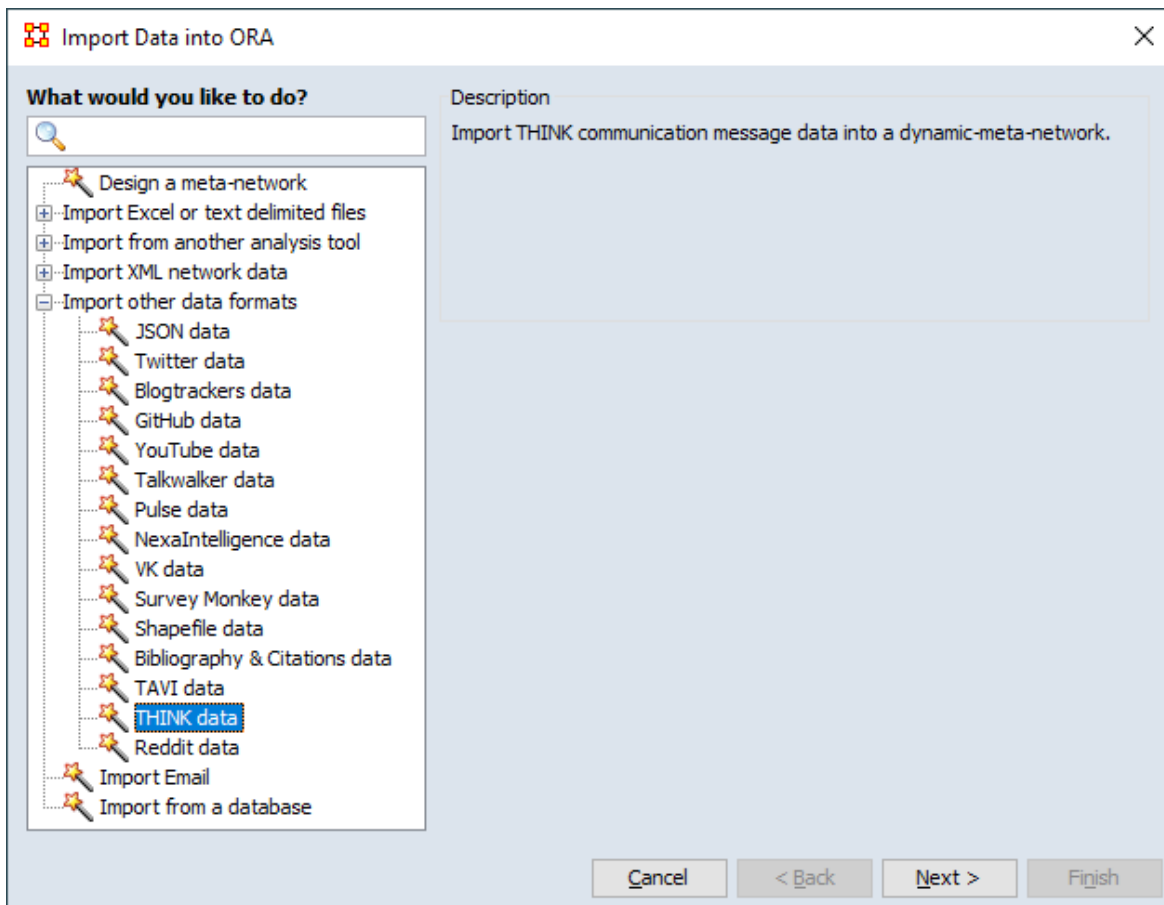 Import Data into ORA
What would you like to do?
Description
Import THINK communication message data into a dynamic-meta-network.
Design a meta-network
Import Excel or text delimited files
Import from another analysis tool
Import XML network data
Import other data formats
JSON data
Twitter data
Blogtrackers data
GitHub data
YouTube data
Talkwalker data
Pulse data
NexaIntelligence data
VK data
Survey Monkey data
Shapefile data
Bibliography & Citations data
TAVI data
THINK data
Reddit data
Import Email
Import from a database
Cancel
< Back
Next >
Finish